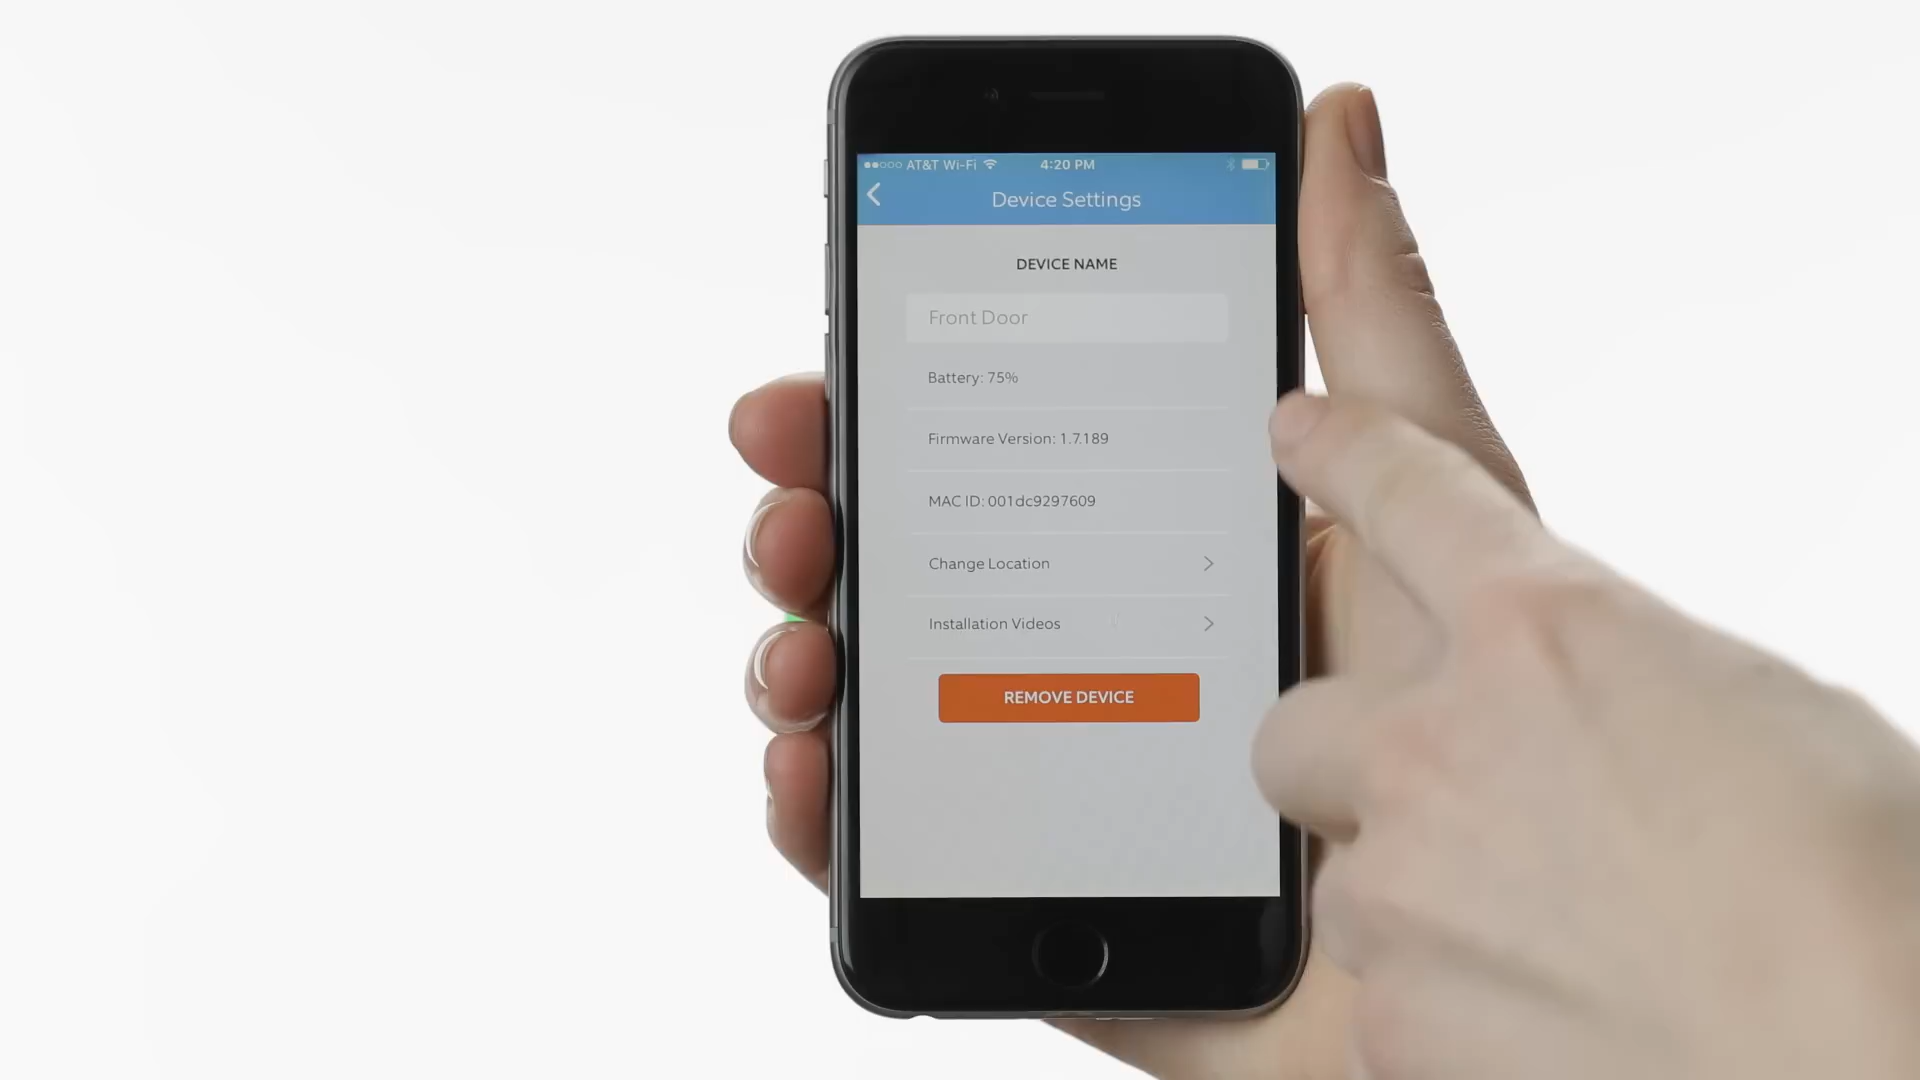 AT&T Wi-Fi 4:20 PM
Device Settings
DEVICE NAME
Front Door
Battery: 75%
Firmware Version: 1.7.189
MAC ID: 001dc9297609
Change Location
Installation Videos
REMOVE DEVICE